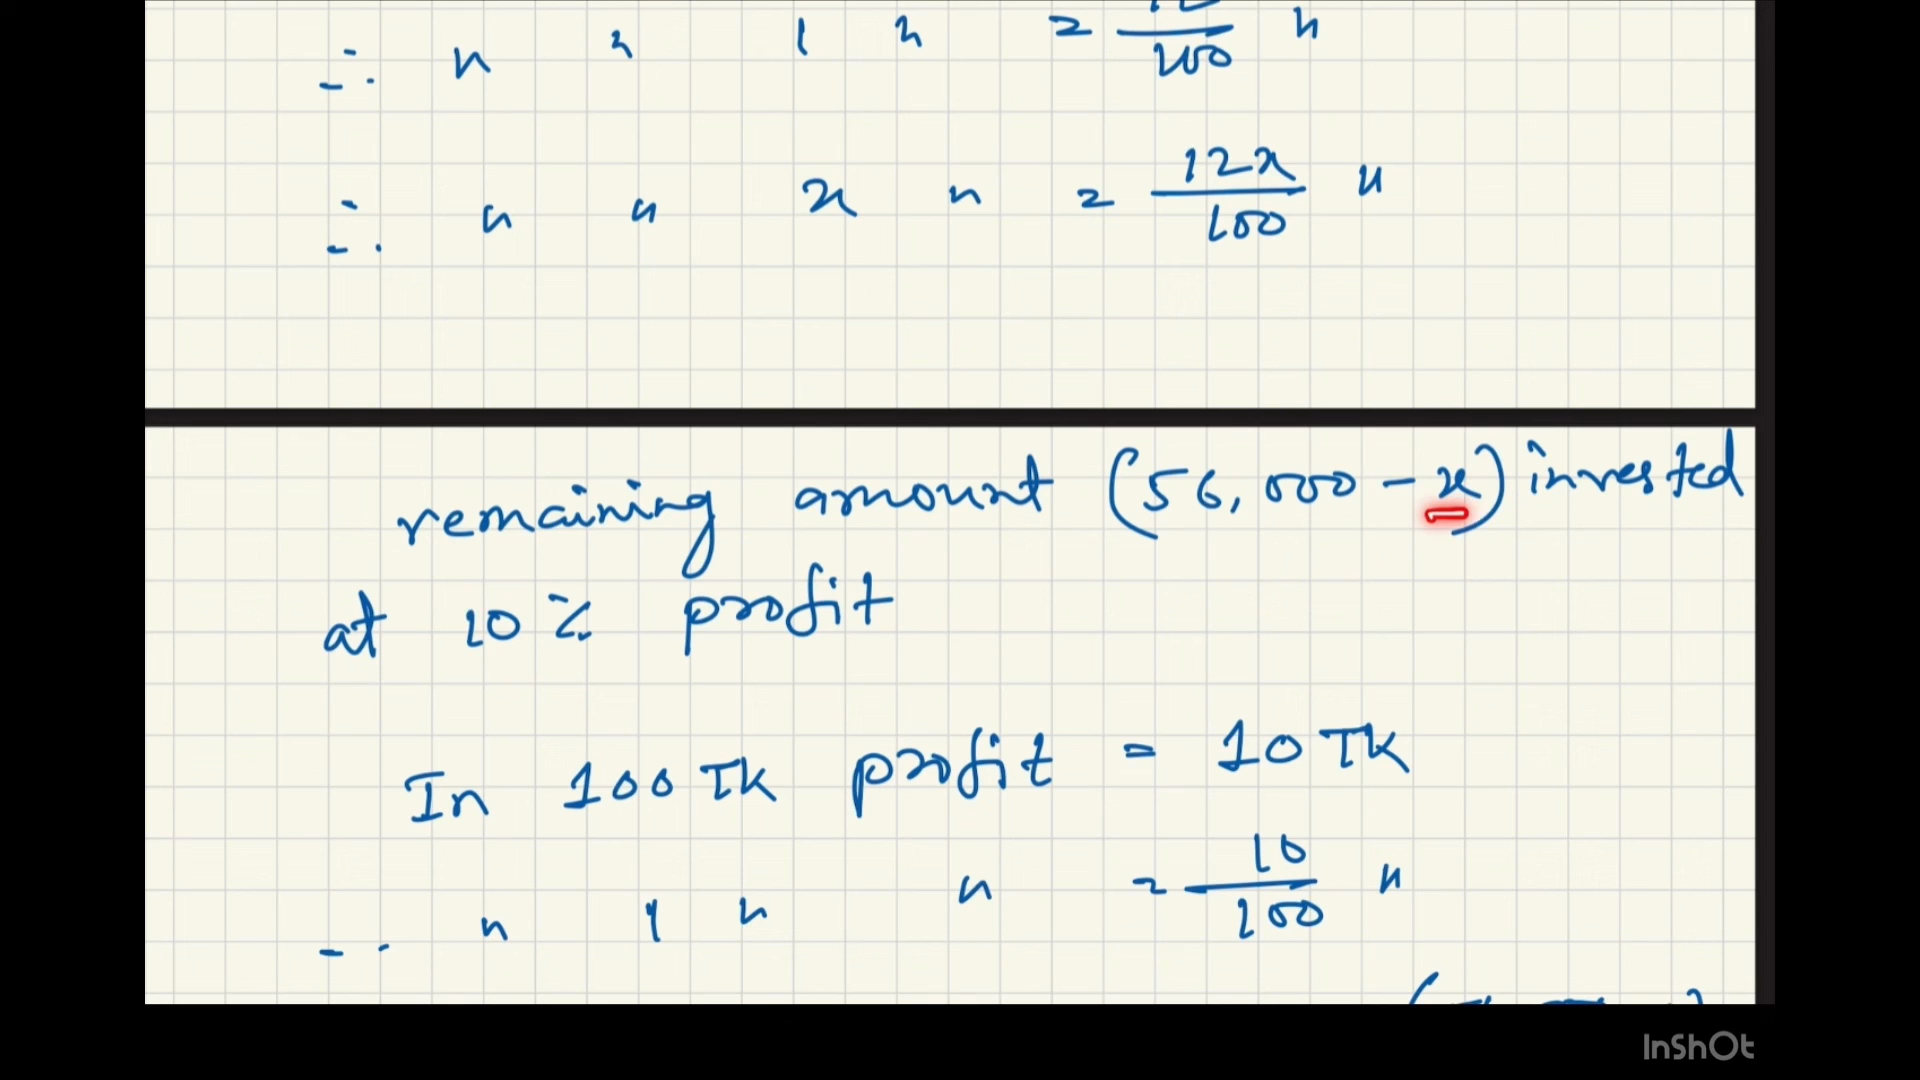 ∴ " " 1 " = 12/100 "
∴ " " x " = 12x/100 "
remaining amount (56,000 - x) invested
at 10% profit
In 100 TK profit = 10 TK
∴ " 1 " " = 10/100 "
InShOt